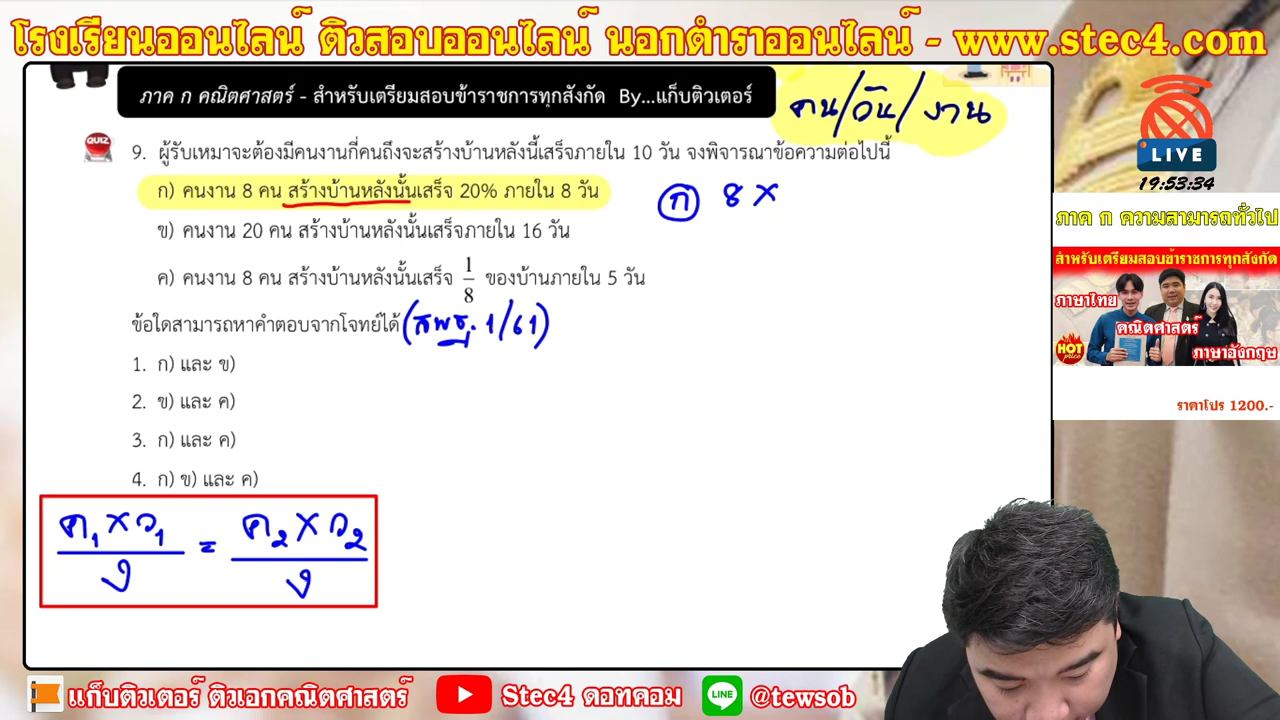 โรงเรียนออนไลน์ ติวสอบออนไลน์ นอกตำราออนไลน์ - www.stec4.com
ภาค ก คณิตศาสตร์ - สำหรับเตรียมสอบข้าราชการทุกสังกัด By...แก็บติวเตอร์
คน/วัน/งาน
QUIZ
9. ผู้รับเหมาจะต้องมีคนงานกี่คนถึงจะสร้างบ้านหลังนี้เสร็จภายใน 10 วัน จงพิจารณาข้อความต่อไปนี้
ก) คนงาน 8 คน สร้างบ้านหลังนั้นเสร็จ 20% ภายใน 8 วัน
ก 8 ×
ข) คนงาน 20 คน สร้างบ้านหลังนั้นเสร็จภายใน 16 วัน
ค) คนงาน 8 คน สร้างบ้านหลังนั้นเสร็จ 1/8 ของบ้านภายใน 5 วัน
ข้อใดสามารถหาคำตอบจากโจทย์ได้ (สพฐ. 1/61)
1. ก) และ ข)
2. ข) และ ค)
3. ก) และ ค)
4. ก) ข) และ ค)
ค₁×ว₁ = ค₂×ว₂
ง ง
LIVE
19:53:34
ภาค ก ความสามารถทั่วไป
สำหรับเตรียมสอบข้าราชการทุกสังกัด
ภาษาไทย
คณิตศาสตร์
HOT
price
ภาษาอังกฤษ
ราคาโปร 1200.-
แก็บติวเตอร์ ติวเอกคณิตศาสตร์
Stec4 ดอทคอม
LINE
@tewsob